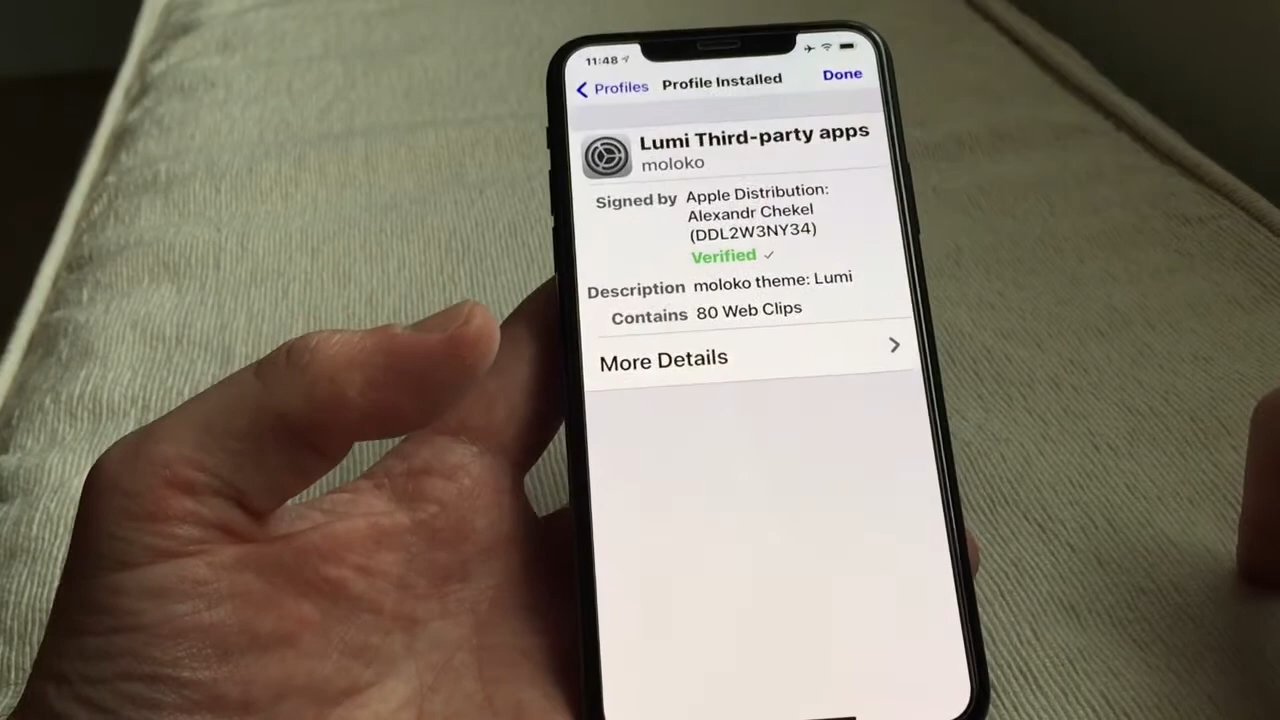 11:48
Profiles Profile Installed Done
Lumi Third-party apps
moloko
Signed by Apple Distribution:
Alexandr Chekel
(DDL2W3NY34)
Verified ✓
Description moloko theme: Lumi
Contains 80 Web Clips
More Details